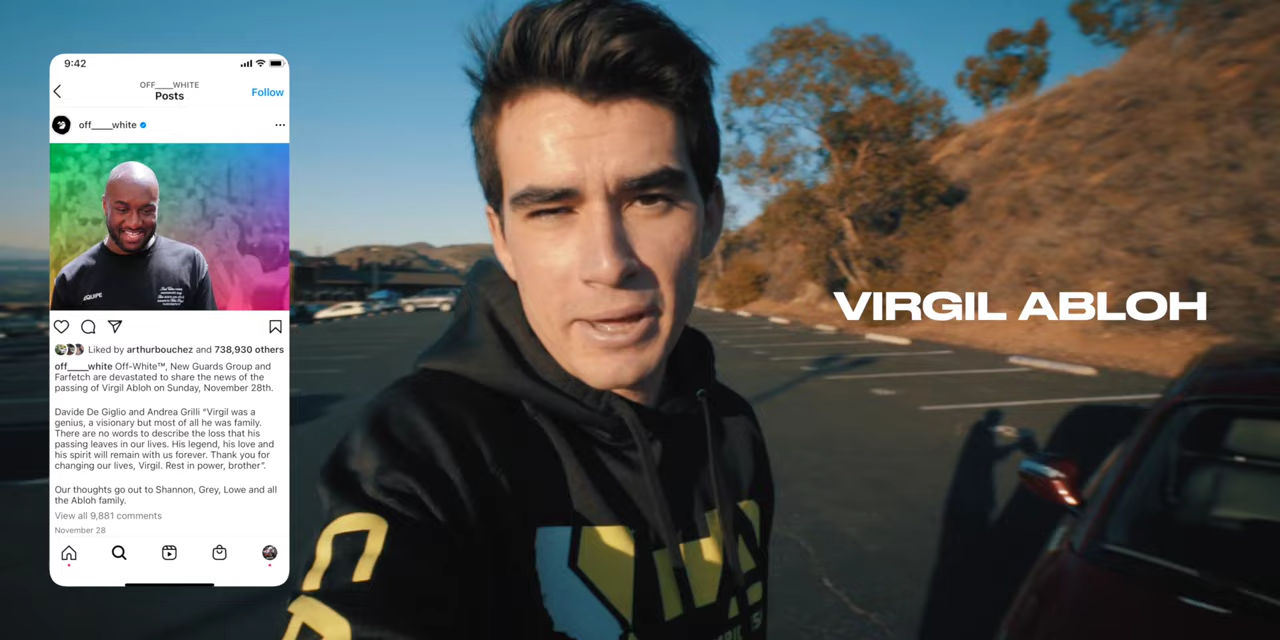 9:42
OFF____WHITE
Posts
Follow
off____white
EQUIPE
Liked by arthurbouchez and 738,930 others
off____white Off-White™, New Guards Group and
Farfetch are devastated to share the news of the
passing of Virgil Abloh on Sunday, November 28th.
Davide De Giglio and Andrea Grilli “Virgil was a
genius, a visionary but most of all he was family.
There are no words to describe the loss that his
passing leaves in our lives. His legend, his love and
his spirit will remain with us forever. Thank you for
changing our lives, Virgil. Rest in power, brother”.
Our thoughts go out to Shannon, Grey, Lowe and all
the Abloh family.
View all 9,881 comments
November 28
VIRGIL ABLOH